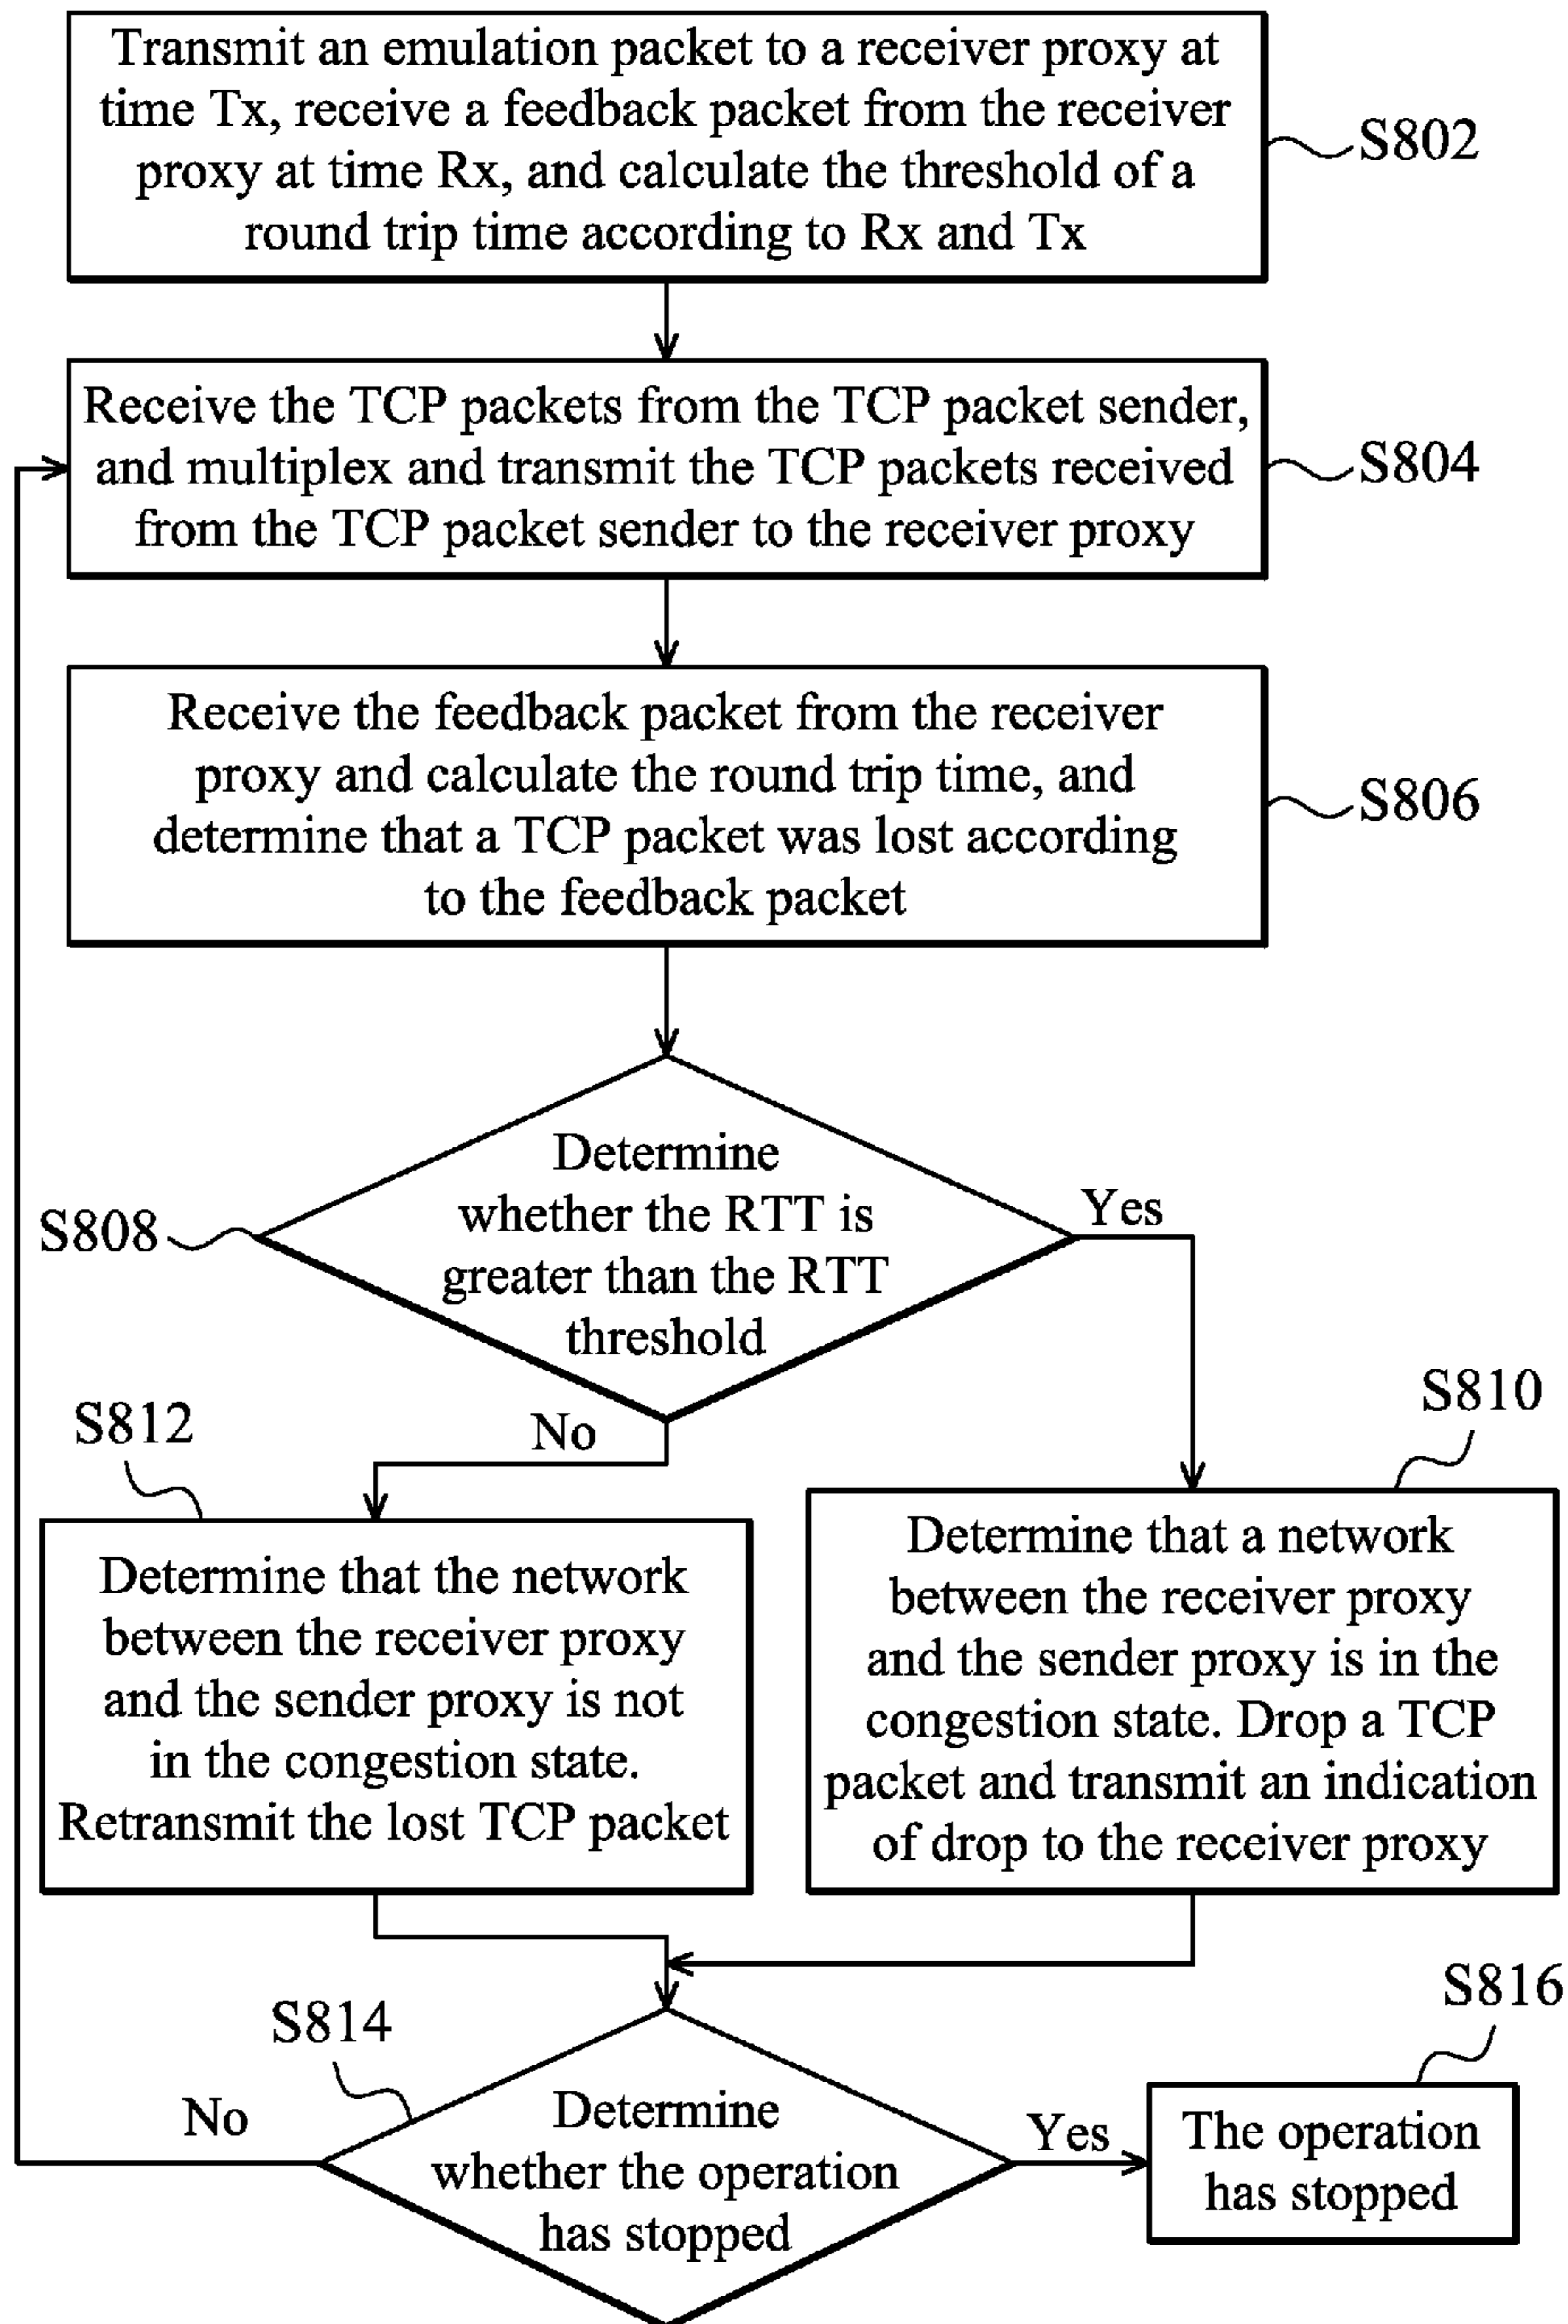 Transmit an emulation packet to a receiver proxy at
time Tx, receive a feedback packet from the receiver
proxy at time Rx, and calculate the threshold of a
round trip time according to Rx and Tx
S802
Receive the TCP packets from the TCP packet sender,
and multiplex and transmit the TCP packets received
from the TCP packet sender to the receiver proxy
S804
Receive the feedback packet from the receiver
proxy and calculate the round trip time, and
determine that a TCP packet was lost according
to the feedback packet
S806
Determine
whether the RTT is
greater than the RTT
threshold
S808
Yes
No
S812
Determine that the network
between the receiver proxy
and the sender proxy is not
in the congestion state.
Retransmit the lost TCP packet
S810
Determine that a network
between the receiver proxy
and the sender proxy is in the
congestion state. Drop a TCP
packet and transmit an indication
of drop to the receiver proxy
S814
Determine
whether the operation
has stopped
No
Yes
S816
The operation
has stopped